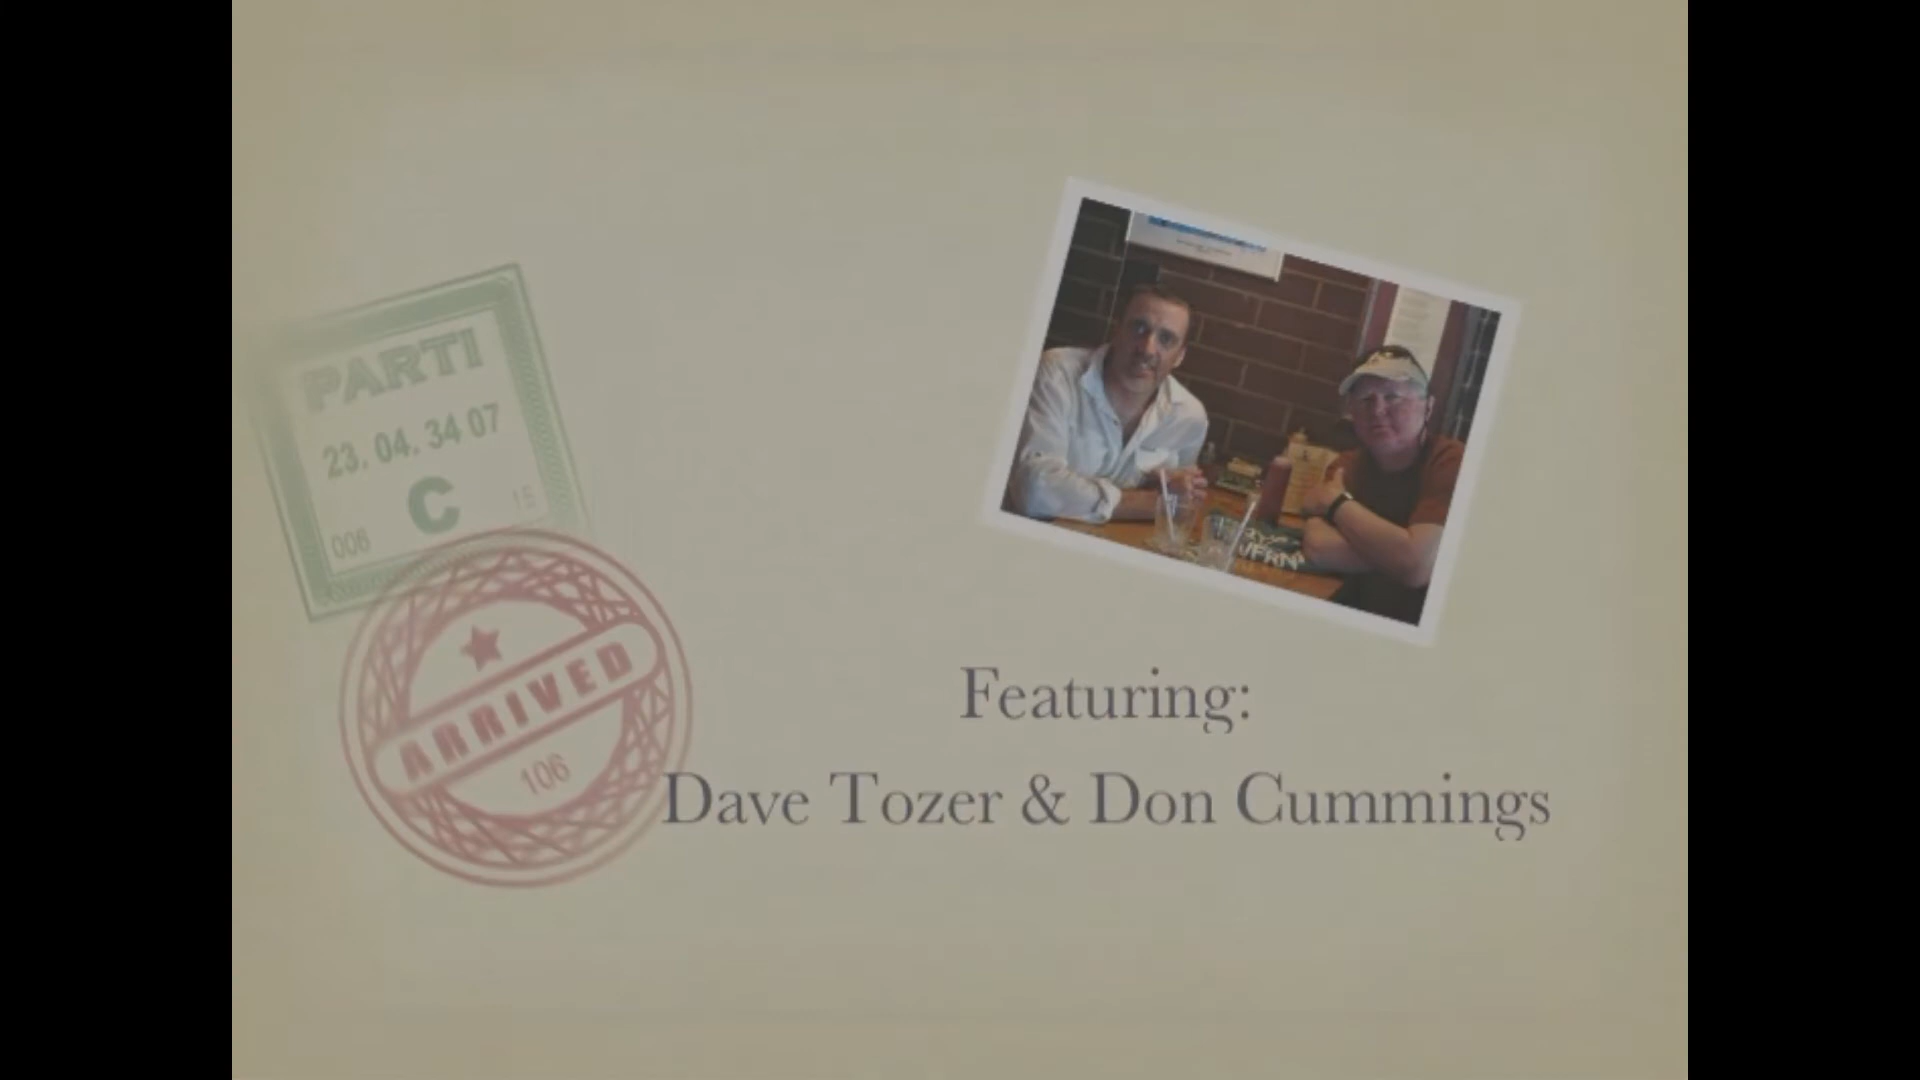 PARTI
23. 04. 34 07
C
15
006
ARRIVED
106
Featuring:
Dave Tozer & Don Cummings